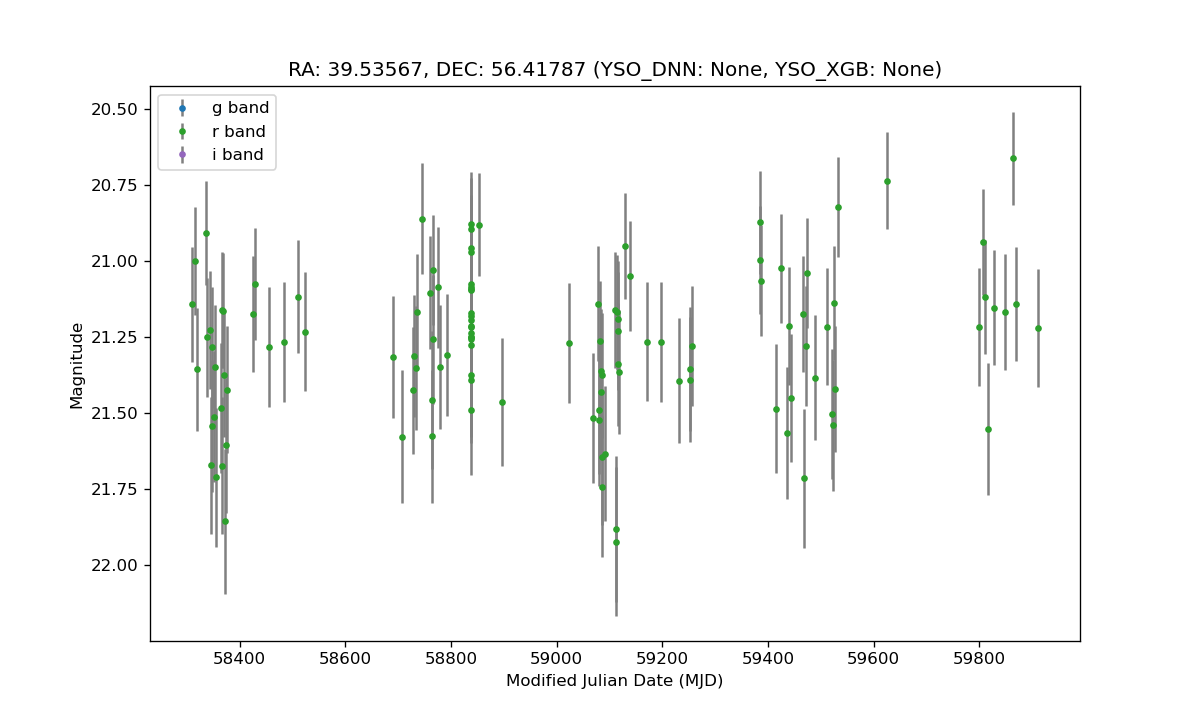 RA: 39.53567, DEC: 56.41787 (YSO_DNN: None, YSO_XGB: None)
g band
r band
i band
20.50
20.75
21.00
21.25
21.50
21.75
22.00
Magnitude
58400
58600
58800
59000
59200
59400
59600
59800
Modified Julian Date (MJD)